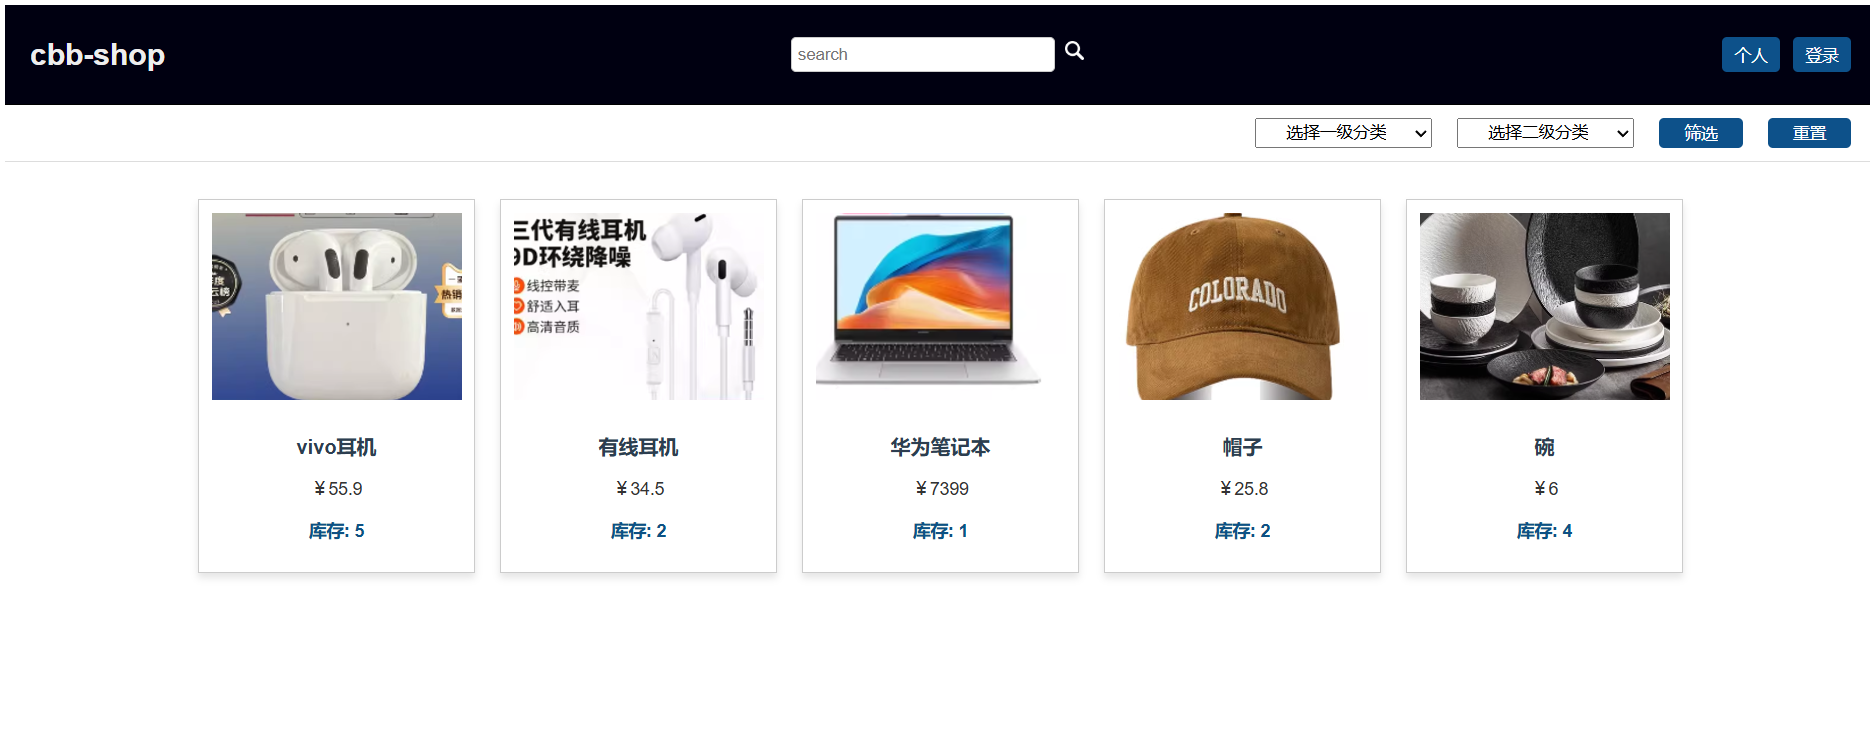 cbb-shop
search
个人
登录
选择一级分类
选择二级分类
筛选
重置
热销
三代有线耳机
9D环绕降噪
线控带麦
舒适入耳
高清音质
COLORADO
vivo耳机
有线耳机
华为笔记本
帽子
碗
¥55.9
¥34.5
¥7399
¥25.8
¥6
库存: 5
库存: 2
库存: 1
库存: 2
库存: 4